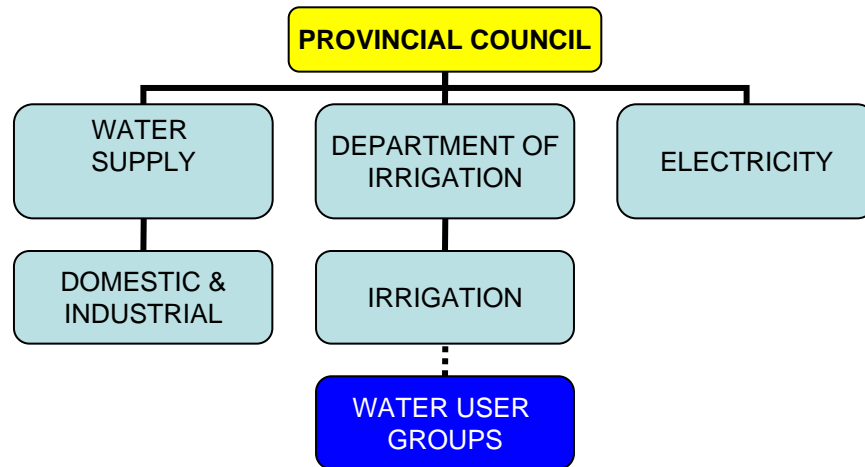 PROVINCIAL COUNCIL
WATER
SUPPLY
DEPARTMENT OF
IRRIGATION
ELECTRICITY
DOMESTIC &
INDUSTRIAL
IRRIGATION
WATER USER
GROUPS